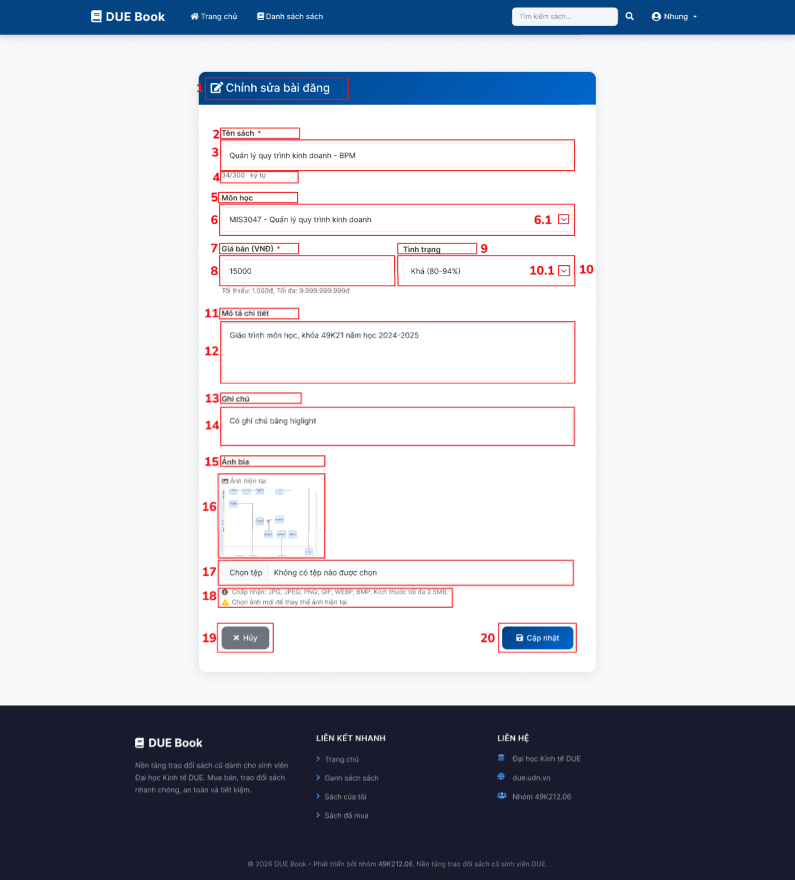 DUE Book Trang chủ Danh sách sách Tìm kiếm sách... Nhung
1 Chỉnh sửa bài đăng
2 Tên sách *
3 Quản lý quy trình kinh doanh - BPM
4 34/300 ký tự
5 Môn học
6 MIS3047 - Quản lý quy trình kinh doanh 6.1
7 Giá bán (VNĐ) * Tình trạng 9
8 15000 Khá (80-94%) 10.1 10
Tối thiểu: 1.000đ, Tối đa: 9.999.999.999đ
11 Mô tả chi tiết
Giáo trình môn học, khóa 49K21 năm học 2024-2025
12
13 Ghi chú
14 Có ghi chú bằng higlight
15 Ảnh bìa
Ảnh hiện tại:
16
17 Chọn tệp Không có tệp nào được chọn
18 Chấp nhận: JPG, JPEG, PNG, GIF, WEBP, BMP. Kích thước tối đa 2.5MB.
Chọn ảnh mới để thay thế ảnh hiện tại.
19 Hủy 20 Cập nhật
DUE Book
Nền tảng trao đổi sách cũ dành cho sinh viên
Đại học Kinh tế DUE. Mua bán, trao đổi sách
nhanh chóng, an toàn và tiết kiệm.
LIÊN KẾT NHANH
Trang chủ
Danh sách sách
Sách của tôi
Sách đã mua
LIÊN HỆ
Đại học Kinh tế DUE
due.udn.vn
Nhóm 49K212.06
© 2026 DUE Book - Phát triển bởi nhóm 49K212.06. Nền tảng trao đổi sách cũ sinh viên DUE.